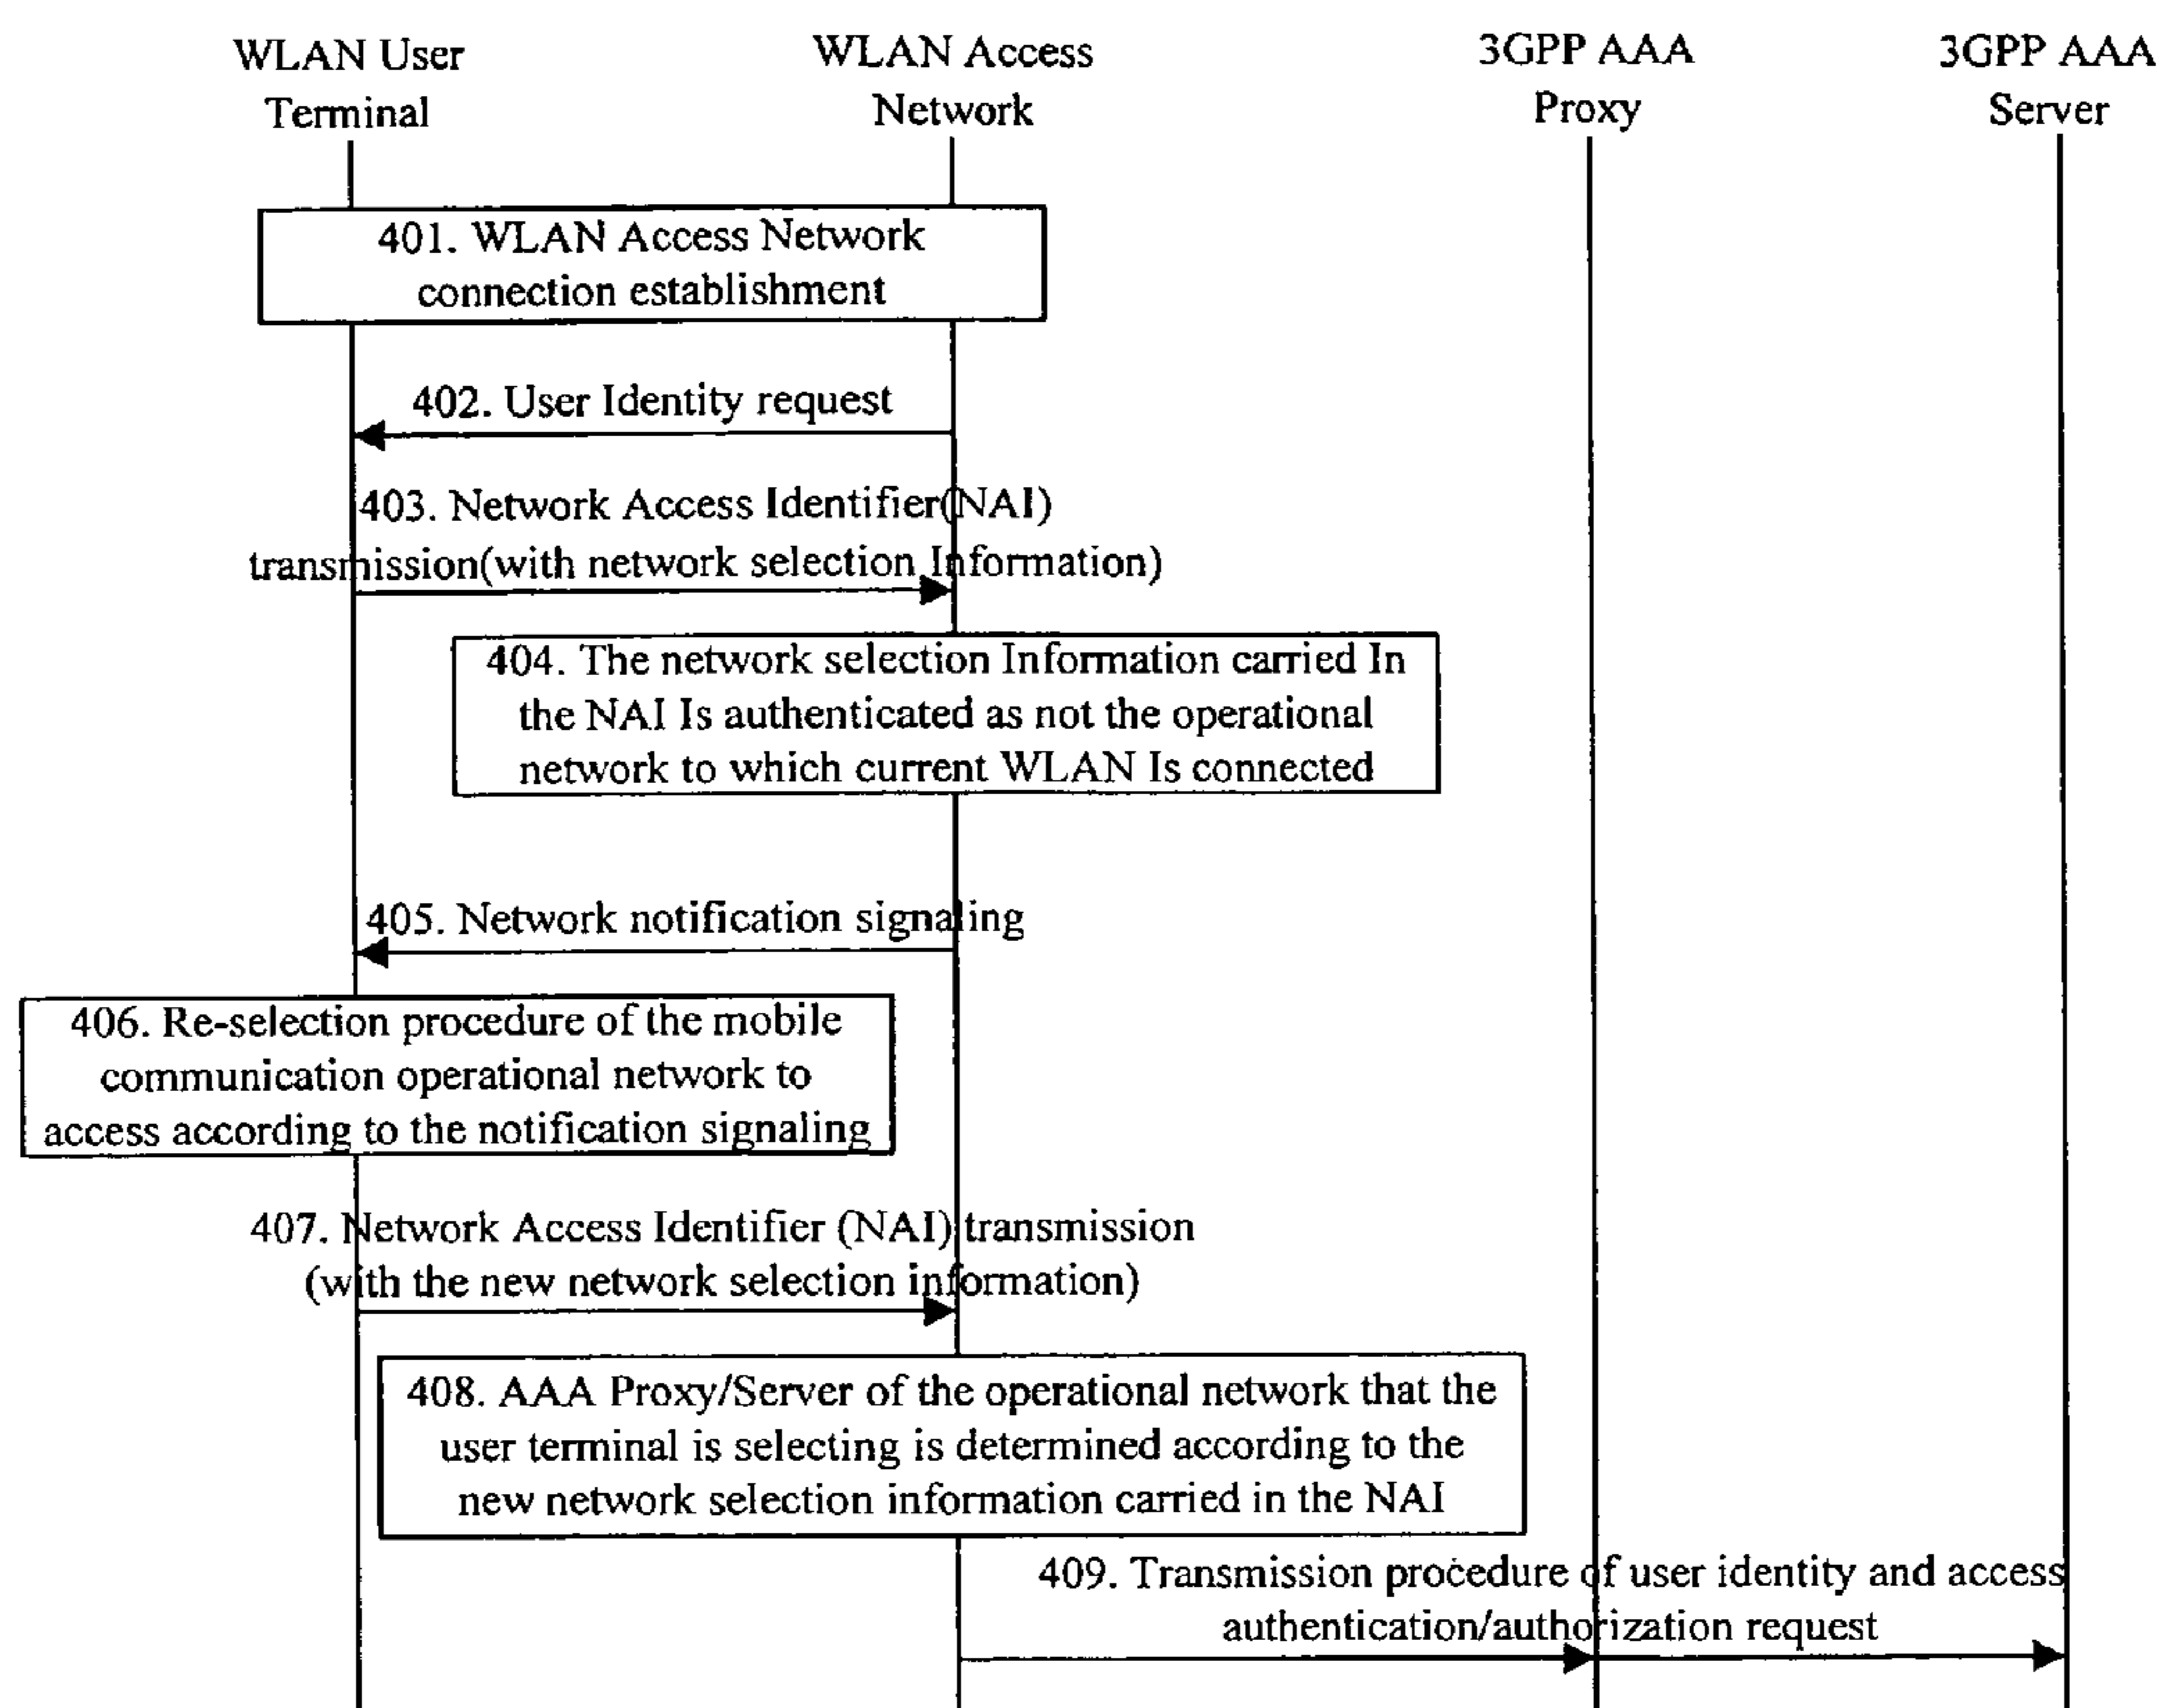 WLAN User
Terminal
WLAN Access
Network
3GPP AAA
Proxy
3GPP AAA
Server
401. WLAN Access Network
connection establishment
402. User Identity request
403. Network Access Identifier(NAI)
transmission(with network selection Information)
404. The network selection Information carried In
the NAI Is authenticated as not the operational
network to which current WLAN Is connected
405. Network notification signaling
406. Re-selection procedure of the mobile
communication operational network to
access according to the notification signaling
407. Network Access Identifier (NAI) transmission
(with the new network selection information)
408. AAA Proxy/Server of the operational network that the
user terminal is selecting is determined according to the
new network selection information carried in the NAI
409. Transmission procedure of user identity and access
authentication/authorization request